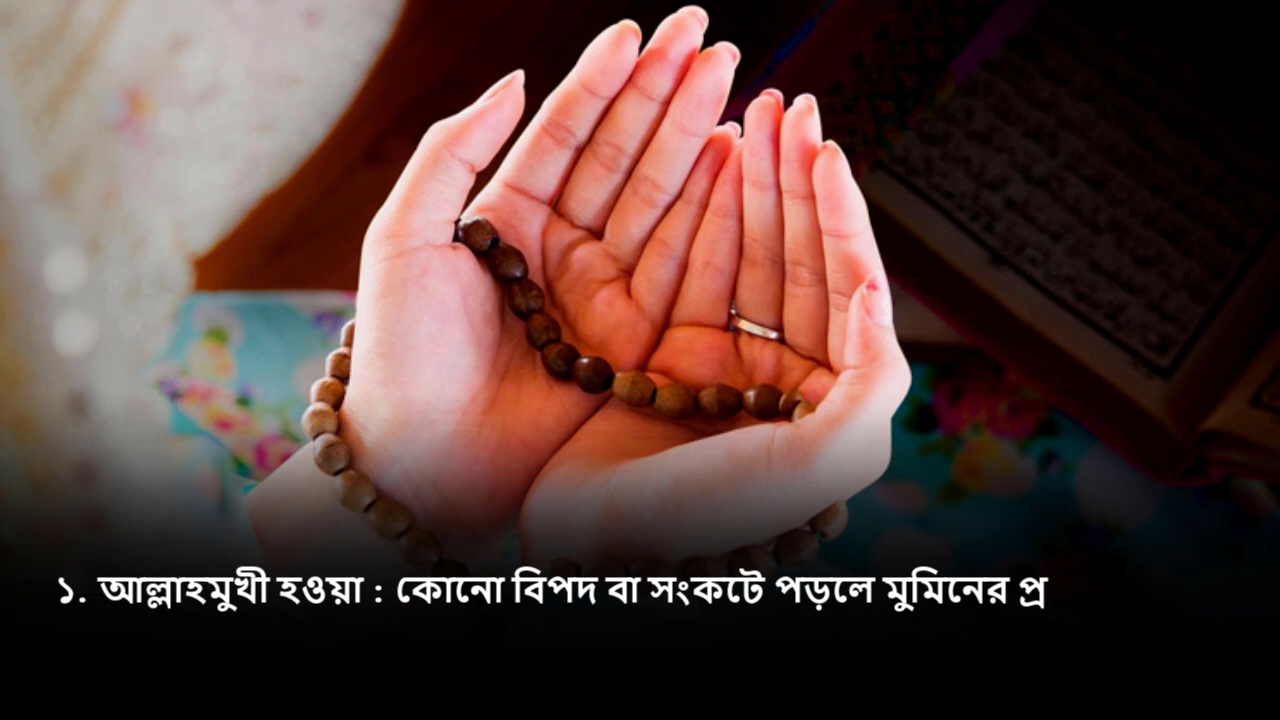 ১. আল্লাহমুখী হওয়া : কোনো বিপদ বা সংকটে পড়লে মুমিনের প্র